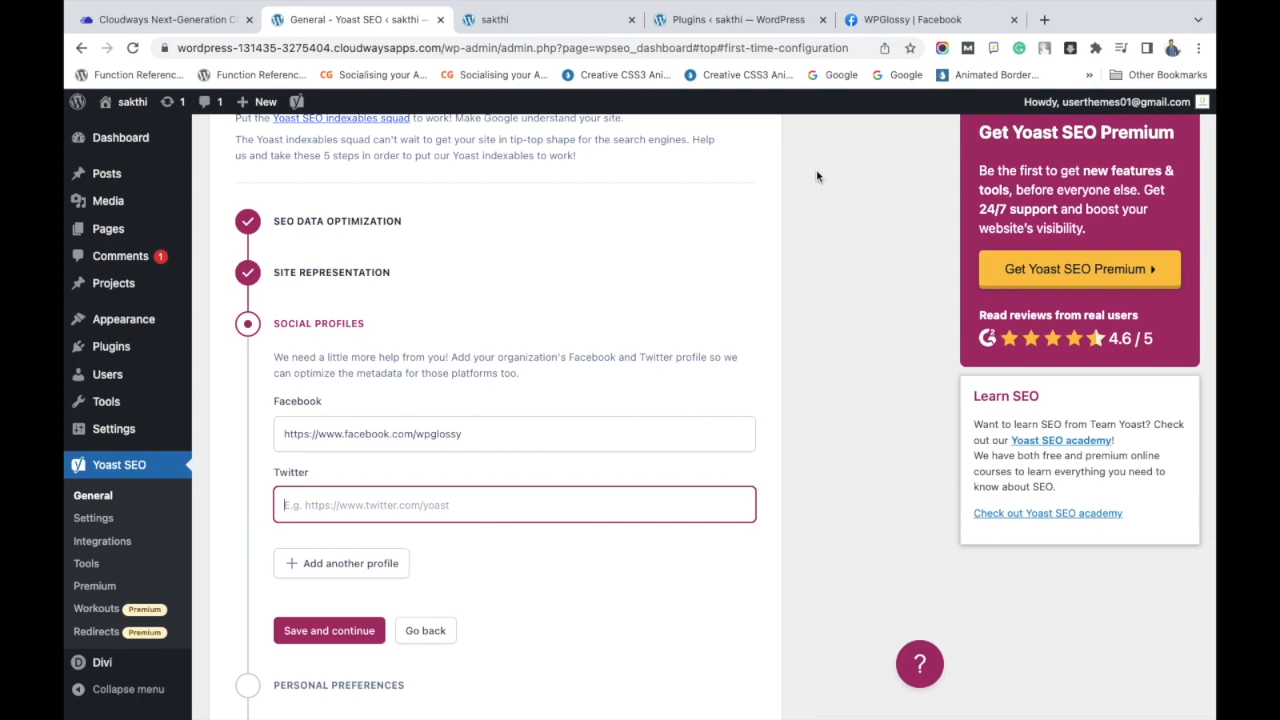 Cloudways Next-Generation C
General - Yoast SEO ‹ sakthi —
sakthi
Plugins ‹ sakthi — WordPress
WPGlossy | Facebook
wordpress-131435-3275404.cloudwaysapps.com/wp-admin/admin.php?page=wpseo_dashboard#top#first-time-configuration
Function Referenc...
Function Referenc...
CG Socialising your A...
CG Socialising your A...
Creative CSS3 Ani...
Creative CSS3 Ani...
Google
Google
Animated Border...
»
Other Bookmarks
sakthi
1
1
+ New
Howdy, userthemes01@gmail.com
Dashboard
Posts
Media
Pages
Comments 1
Projects
Appearance
Plugins
Users
Tools
Settings
Yoast SEO
General
Settings
Integrations
Tools
Premium
Workouts Premium
Redirects Premium
Divi
Collapse menu
Put the Yoast SEO indexables squad to work! Make Google understand your site.
The Yoast indexables squad can't wait to get your site in tip-top shape for the search engines. Help
us and take these 5 steps in order to put our Yoast indexables to work!
SEO DATA OPTIMIZATION
SITE REPRESENTATION
SOCIAL PROFILES
We need a little more help from you! Add your organization's Facebook and Twitter profile so we
can optimize the metadata for those platforms too.
Facebook
https://www.facebook.com/wpglossy
Twitter
E.g. https://www.twitter.com/yoast
+ Add another profile
Save and continue
Go back
PERSONAL PREFERENCES
Get Yoast SEO Premium
Be the first to get new features &
tools, before everyone else. Get
24/7 support and boost your
website's visibility.
Get Yoast SEO Premium
Read reviews from real users
4.6 / 5
Learn SEO
Want to learn SEO from Team Yoast? Check
out our Yoast SEO academy!
We have both free and premium online
courses to learn everything you need to
know about SEO.
Check out Yoast SEO academy
?